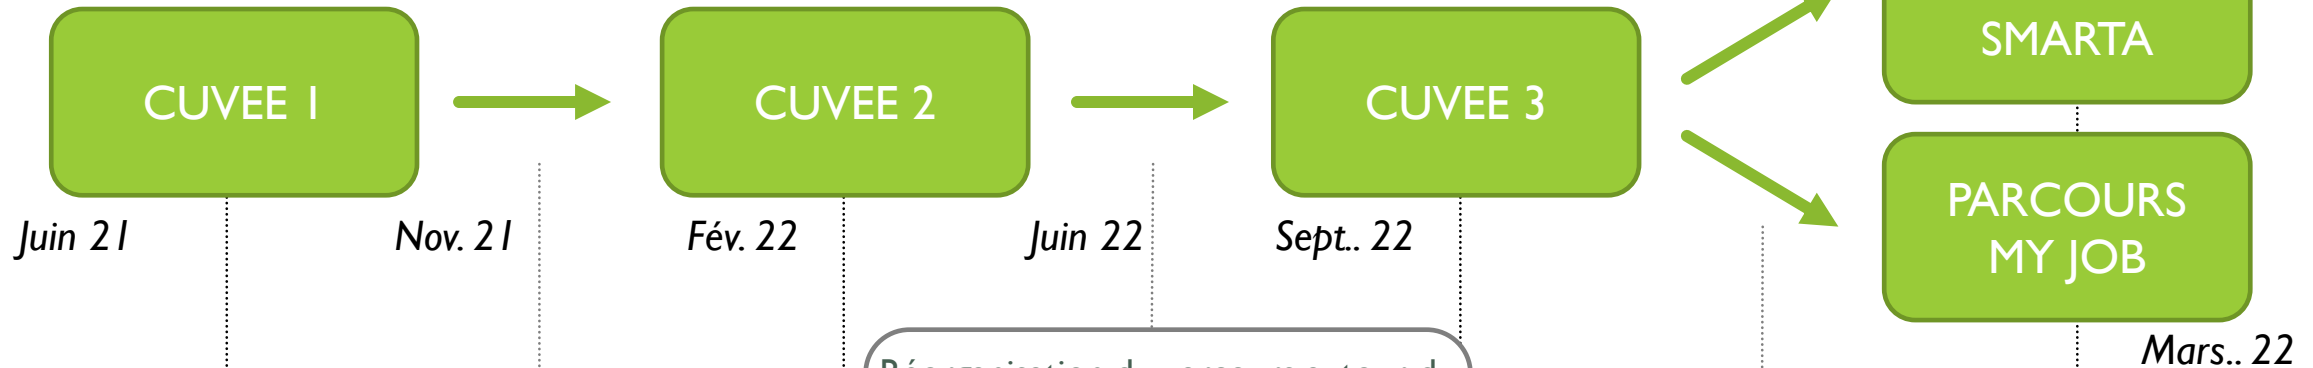 SMARTA
CUVEE 1
CUVEE 2
CUVEE 3
PARCOURS
MY JOB
Juin 21
Nov. 21
Fév. 22
Juin 22
Sept.. 22
Mars.. 22